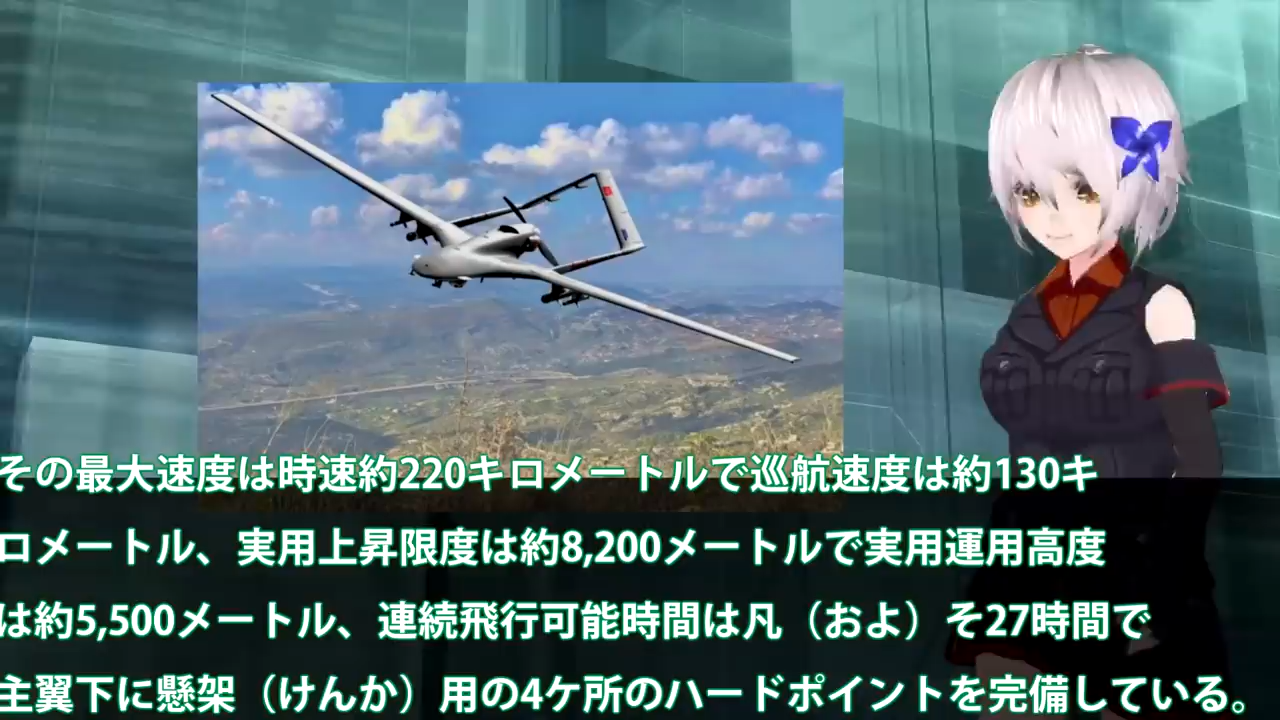 その最大速度は時速約220キロメートルで巡航速度は約130キ
ロメートル、実用上昇限度は約8,200メートルで実用運用高度
は約5,500メートル、連続飛行可能時間は凡（およ）そ27時間で
主翼下に懸架（けんか）用の4ケ所のハードポイントを完備している。